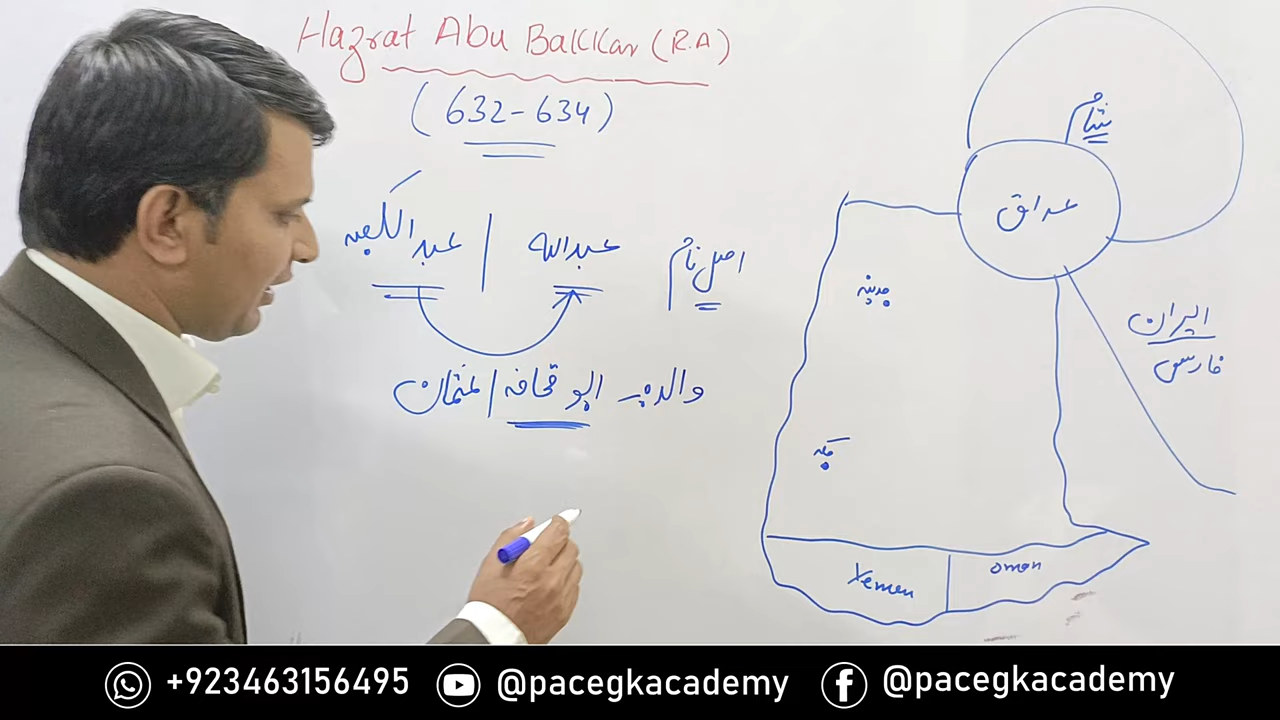 Hazrat Abu Bakkar (R.A)
(632-634)
اصل نام عبداللہ | عبدالکعبہ
والد۔ ابو قحافہ | عثمان
شام
عراق
مدینہ
ایران
فارس
مکہ
Yemen
Oman
+923463156495 @pacegkacademy @pacegkacademy